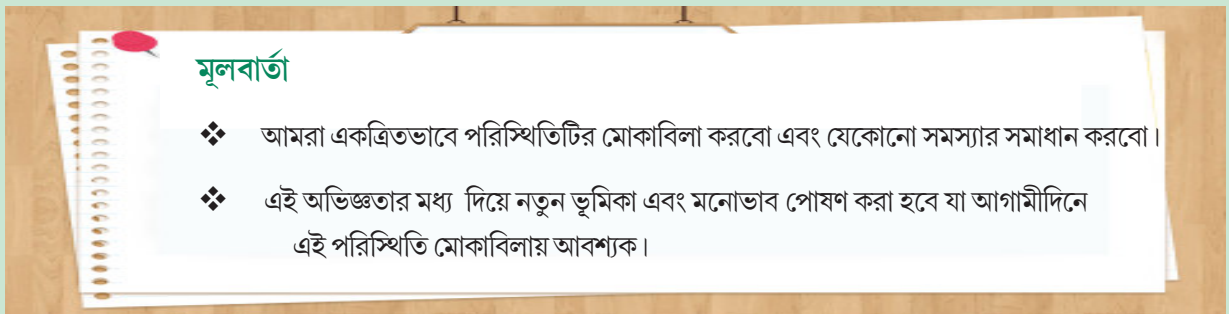 মূলবার্তা
❖ আমরা একত্রিতভাবে পরিস্থিতিটির মোকাবিলা করবো এবং যেকোনো সমস্যার সমাধান করবো।
❖ এই অভিজ্ঞতার মধ্য দিয়ে নতুন ভূমিকা এবং মনোভাব পোষণ করা হবে যা আগামীদিনে
এই পরিস্থিতি মোকাবিলায় আবশ্যক।